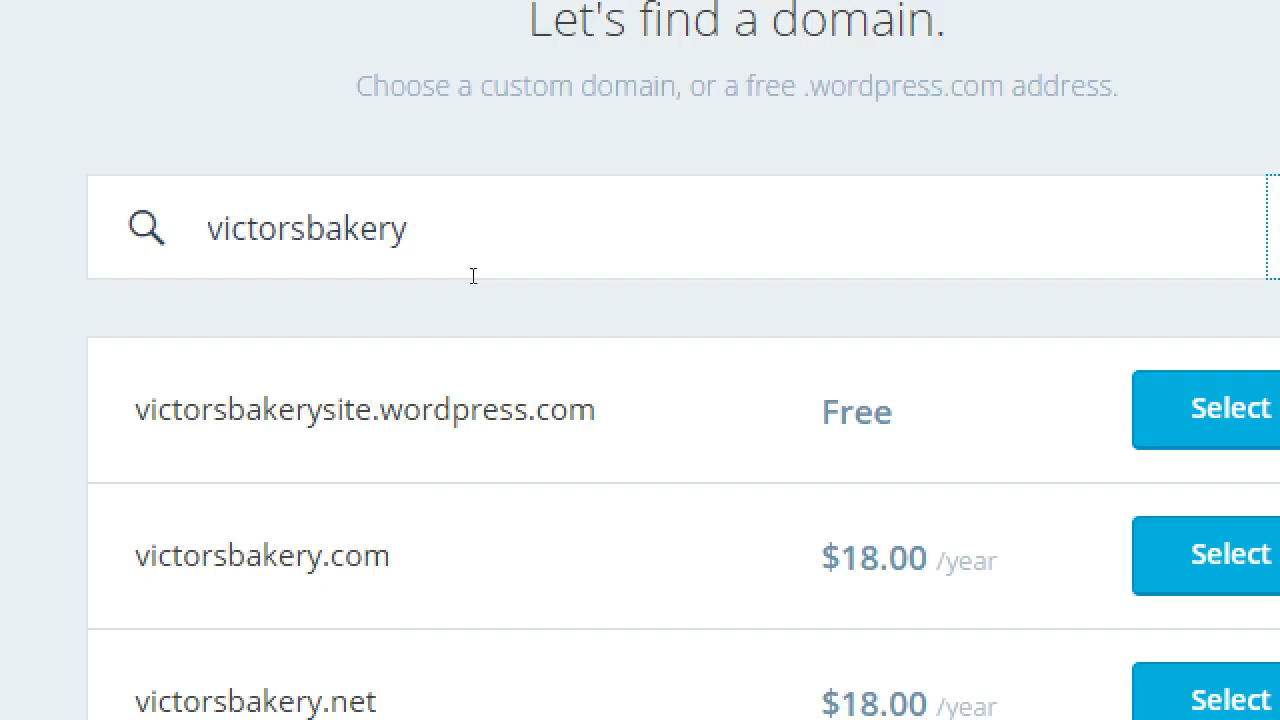 Let's find a domain.
Choose a custom domain, or a free .wordpress.com address.
victorsbakery
victorsbakerysite.wordpress.com Free Select
victorsbakery.com $18.00 /year Select
victorsbakery.net $18.00 /year Select